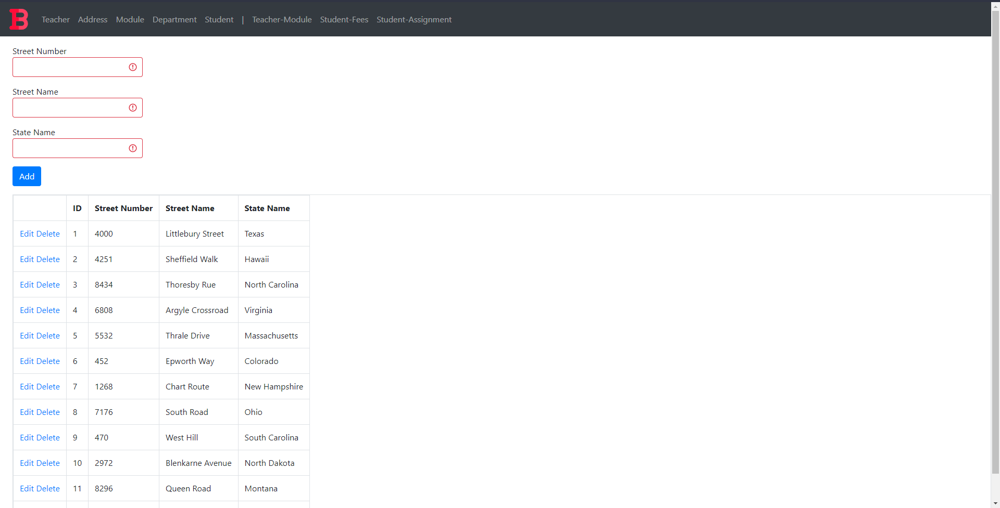 B Teacher Address Module Department Student | Teacher-Module Student-Fees Student-Assignment
Street Number
Street Name
State Name
Add
ID Street Number Street Name State Name
Edit Delete 1 4000 Littlebury Street Texas
Edit Delete 2 4251 Sheffield Walk Hawaii
Edit Delete 3 8434 Thoresby Rue North Carolina
Edit Delete 4 6808 Argyle Crossroad Virginia
Edit Delete 5 5532 Thrale Drive Massachusetts
Edit Delete 6 452 Epworth Way Colorado
Edit Delete 7 1268 Chart Route New Hampshire
Edit Delete 8 7176 South Road Ohio
Edit Delete 9 470 West Hill South Carolina
Edit Delete 10 2972 Blenkarne Avenue North Dakota
Edit Delete 11 8296 Queen Road Montana